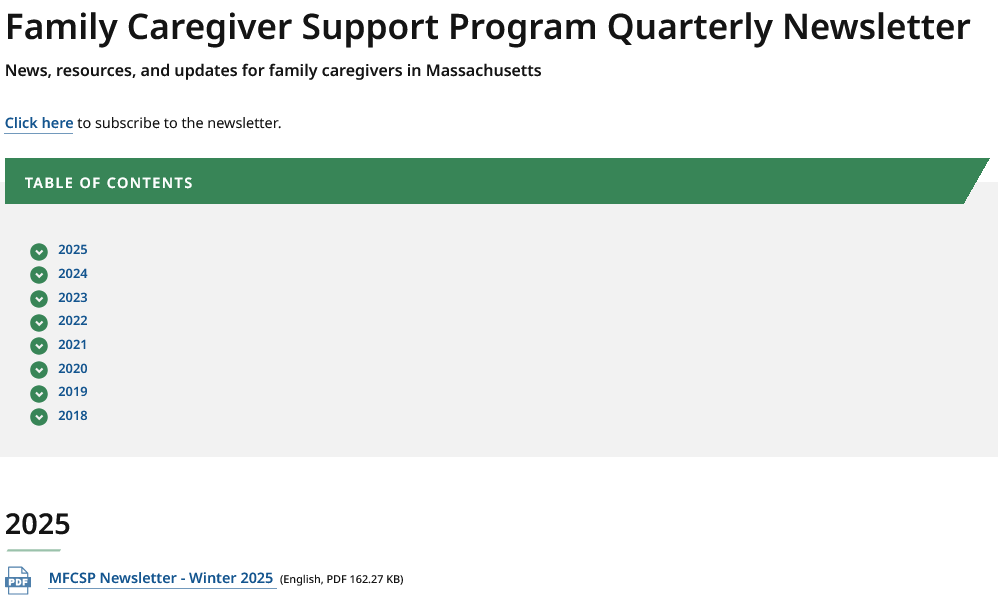 Family Caregiver Support Program Quarterly Newsletter
News, resources, and updates for family caregivers in Massachusetts
Click here to subscribe to the newsletter.
TABLE OF CONTENTS
2025
2024
2023
2022
2021
2020
2019
2018
2025
PDF MFCSP Newsletter - Winter 2025 (English, PDF 162.27 KB)